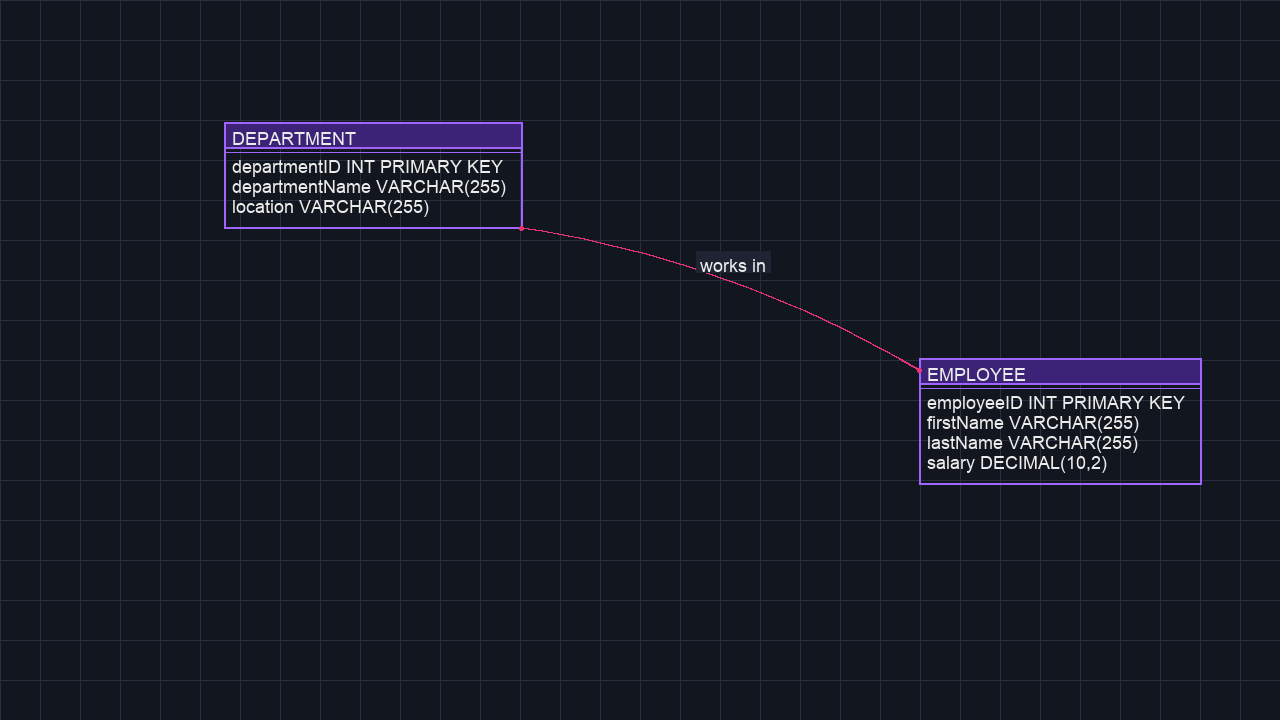 DEPARTMENT
departmentID INT PRIMARY KEY
departmentName VARCHAR(255)
location VARCHAR(255)
works in
EMPLOYEE
employeeID INT PRIMARY KEY
firstName VARCHAR(255)
lastName VARCHAR(255)
salary DECIMAL(10,2)